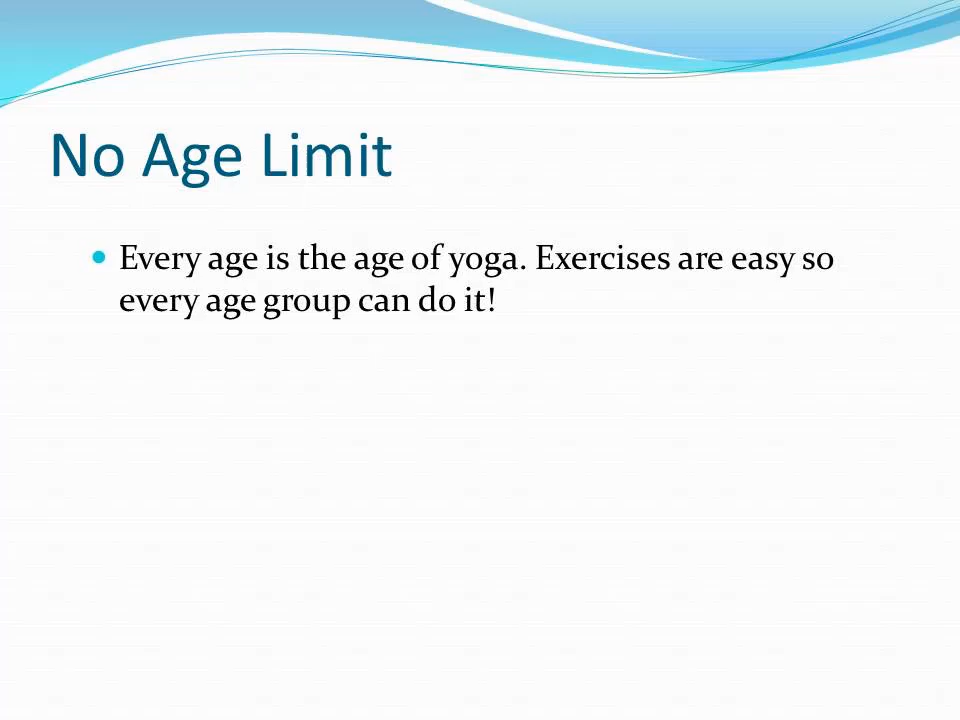 No Age Limit
Every age is the age of yoga. Exercises are easy so
every age group can do it!